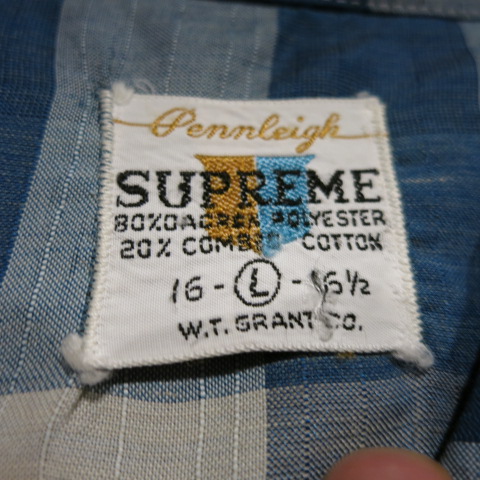 Pennleigh
SUPREME
80% DACRON POLYESTER
20% COMBED COTTON
16 - L - 16½
W.T. GRANT CO.